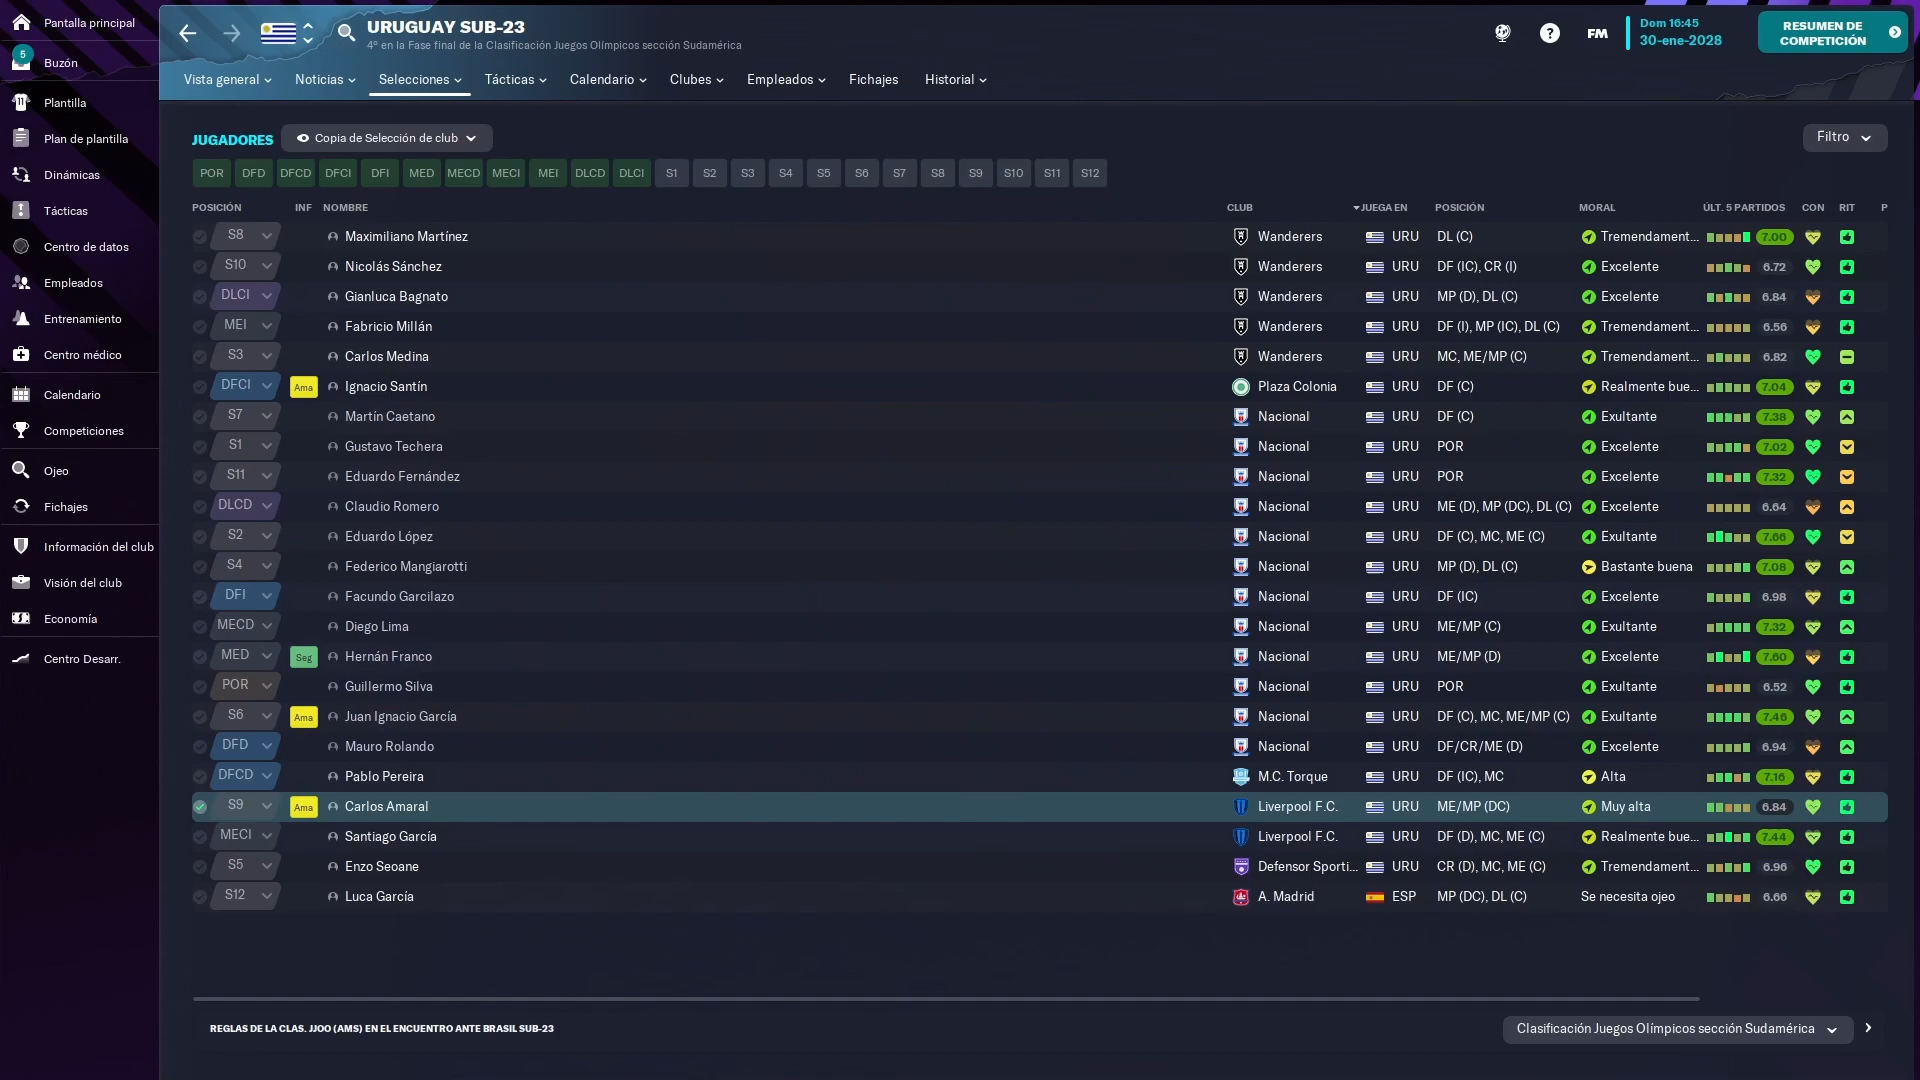 URUGUAY SUB-23
4º en la Fase final de la Clasificación Juegos Olímpicos sección Sudamérica
FM
Dom 16:45
30-ene-2028
RESUMEN DE
COMPETICIÓN
Vista general Noticias Selecciones Tácticas Calendario Clubes Empleados Fichajes Historial
Pantalla principal
5
Buzón
11
Plantilla
Plan de plantilla
Dinámicas
Tácticas
Centro de datos
Empleados
Entrenamiento
Centro médico
Calendario
Competiciones
Ojeo
Fichajes
Información del club
Visión del club
Economía
Centro Desarr.
JUGADORES Copia de Selección de club Filtro
POR DFD DFCD DFCI DFI MED MECD MECI MEI DLCD DLCI S1 S2 S3 S4 S5 S6 S7 S8 S9 S10 S11 S12
POSICIÓN INF NOMBRE CLUB JUEGA EN POSICIÓN MORAL ÚLT. 5 PARTIDOS CON RIT P
S8 Maximiliano Martínez Wanderers URU DL (C) Tremendament... 7.00
S10 Nicolás Sánchez Wanderers URU DF (IC), CR (I) Excelente 6.72
DLCI Gianluca Bagnato Wanderers URU MP (D), DL (C) Excelente 6.84
MEI Fabricio Millán Wanderers URU DF (I), MP (IC), DL (C) Tremendament... 6.56
S3 Carlos Medina Wanderers URU MC, ME/MP (C) Tremendament... 6.82
DFCI Ama Ignacio Santín Plaza Colonia URU DF (C) Realmente bue... 7.04
S7 Martín Caetano Nacional URU DF (C) Exultante 7.38
S1 Gustavo Techera Nacional URU POR Excelente 7.02
S11 Eduardo Fernández Nacional URU POR Excelente 7.32
DLCD Claudio Romero Nacional URU ME (D), MP (DC), DL (C) Excelente 6.64
S2 Eduardo López Nacional URU DF (C), MC, ME (C) Exultante 7.66
S4 Federico Mangiarotti Nacional URU MP (D), DL (C) Bastante buena 7.08
DFI Facundo Garcilazo Nacional URU DF (IC) Excelente 6.98
MECD Diego Lima Nacional URU ME/MP (C) Exultante 7.32
MED Seg Hernán Franco Nacional URU ME/MP (D) Excelente 7.60
POR Guillermo Silva Nacional URU POR Exultante 6.52
S6 Ama Juan Ignacio García Nacional URU DF (C), MC, ME/MP (C) Exultante 7.46
DFD Mauro Rolando Nacional URU DF/CR/ME (D) Excelente 6.94
DFCD Pablo Pereira M.C. Torque URU DF (IC), MC Alta 7.16
S9 Ama Carlos Amaral Liverpool F.C. URU ME/MP (DC) Muy alta 6.84
MECI Santiago García Liverpool F.C. URU DF (D), MC, ME (C) Realmente bue... 7.44
S5 Enzo Seoane Defensor Sporti... URU CR (D), MC, ME (C) Tremendament... 6.96
S12 Luca García A. Madrid ESP MP (DC), DL (C) Se necesita ojeo 6.66
REGLAS DE LA CLAS. JJOO (AMS) EN EL ENCUENTRO ANTE BRASIL SUB-23
Clasificación Juegos Olímpicos sección Sudamérica